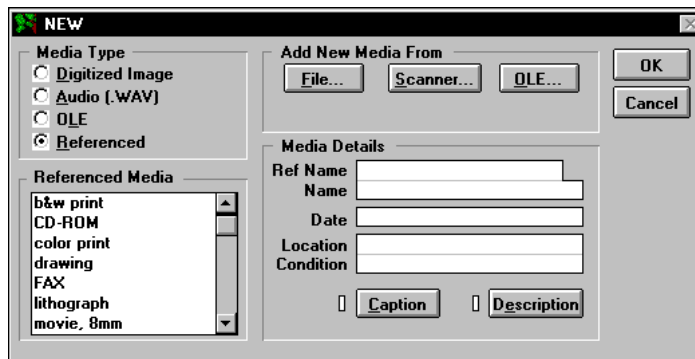 NEW
Media Type
Digitized Image
Audio (.WAV)
OLE
Referenced
Referenced Media
b&w print
CD-ROM
color print
drawing
FAX
lithograph
movie, 8mm
Add New Media From
File...
Scanner...
OLE...
Media Details
Ref Name
Name
Date
Location
Condition
Caption
Description
OK
Cancel